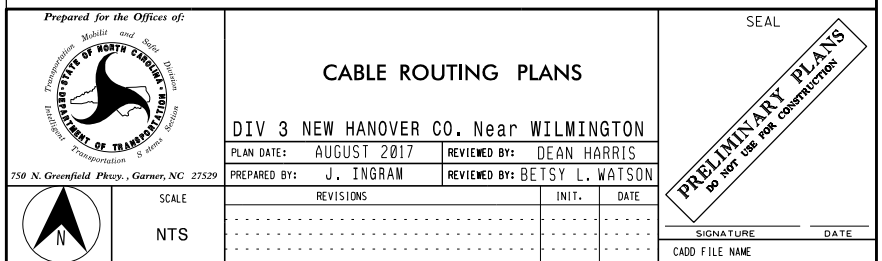 Prepared for the Offices of:
Transportation Mobilit and Safet Division
Intelligent Transportation S stems Section
STATE OF NORTH CAROLINA
DEPARTMENT OF TRANSPORTATION
750 N. Greenfield Pkwy. , Garner, NC 27529
CABLE ROUTING PLANS
DIV 3 NEW HANOVER CO. Near WILMINGTON
PLAN DATE: AUGUST 2017 REVIEWED BY: DEAN HARRIS
PREPARED BY: J. INGRAM REVIEWED BY: BETSY L. WATSON
SCALE
NTS
N
REVISIONS INIT. DATE
SEAL
PRELIMINARY PLANS
DO NOT USE FOR CONSTRUCTION
SIGNATURE DATE
CADD FILE NAME